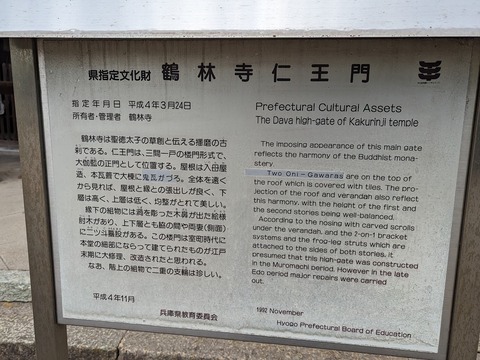 県指定文化財 鶴林寺仁王門
指定年月日 平成4年3月24日
所有者・管理者 鶴林寺
鶴林寺は聖徳太子の草創と伝える播磨の古
刹である。仁王門は、三間一戸の楼門形式で、
大伽藍の正門として位置する。屋根は入母屋
造、本瓦葺で大棟に鬼瓦がつく。全体を遠く
から見れば、屋根と縁との張出しが良く、下
層は高く、上層は低く、均整がとれて美しい。
縁下の組物には渦を彫った木鼻が出た絵様
肘木があり、上下層とも脇の間や両妻(側面)
に二ツ斗蟇股がある。この楼門は室町時代に
本堂の細部にならって建てられたものが江戸
末期に大修理、改造されたと思われる。
なお、階上の組物で二重の支輪は珍しい。
平成4年11月
兵庫県教育委員会
Prefectural Cultural Assets
The Dava high-gate of Kakurinji temple
The imposing appearance of this main gate
reflects the harmony of the Buddhist mona-
stery.
Two Oni-Gawaras are on the top of
the roof which is covered with tiles. The pro-
jection of the roof and verandah also reflect
this harmony, with the height of the first and
the second stories being well-balanced.
According to the nosing with carved scrolls
under the verandah, and the 2-on-1 bracket
systems and the frog-leg struts which are
attached to the sides of both stories, it
presumed that this high-gate was constructed
in the Muromachi period. However in the late
Edo period major repairs were carried
out.
1992 November
Hyogo Prefectural Board of Education